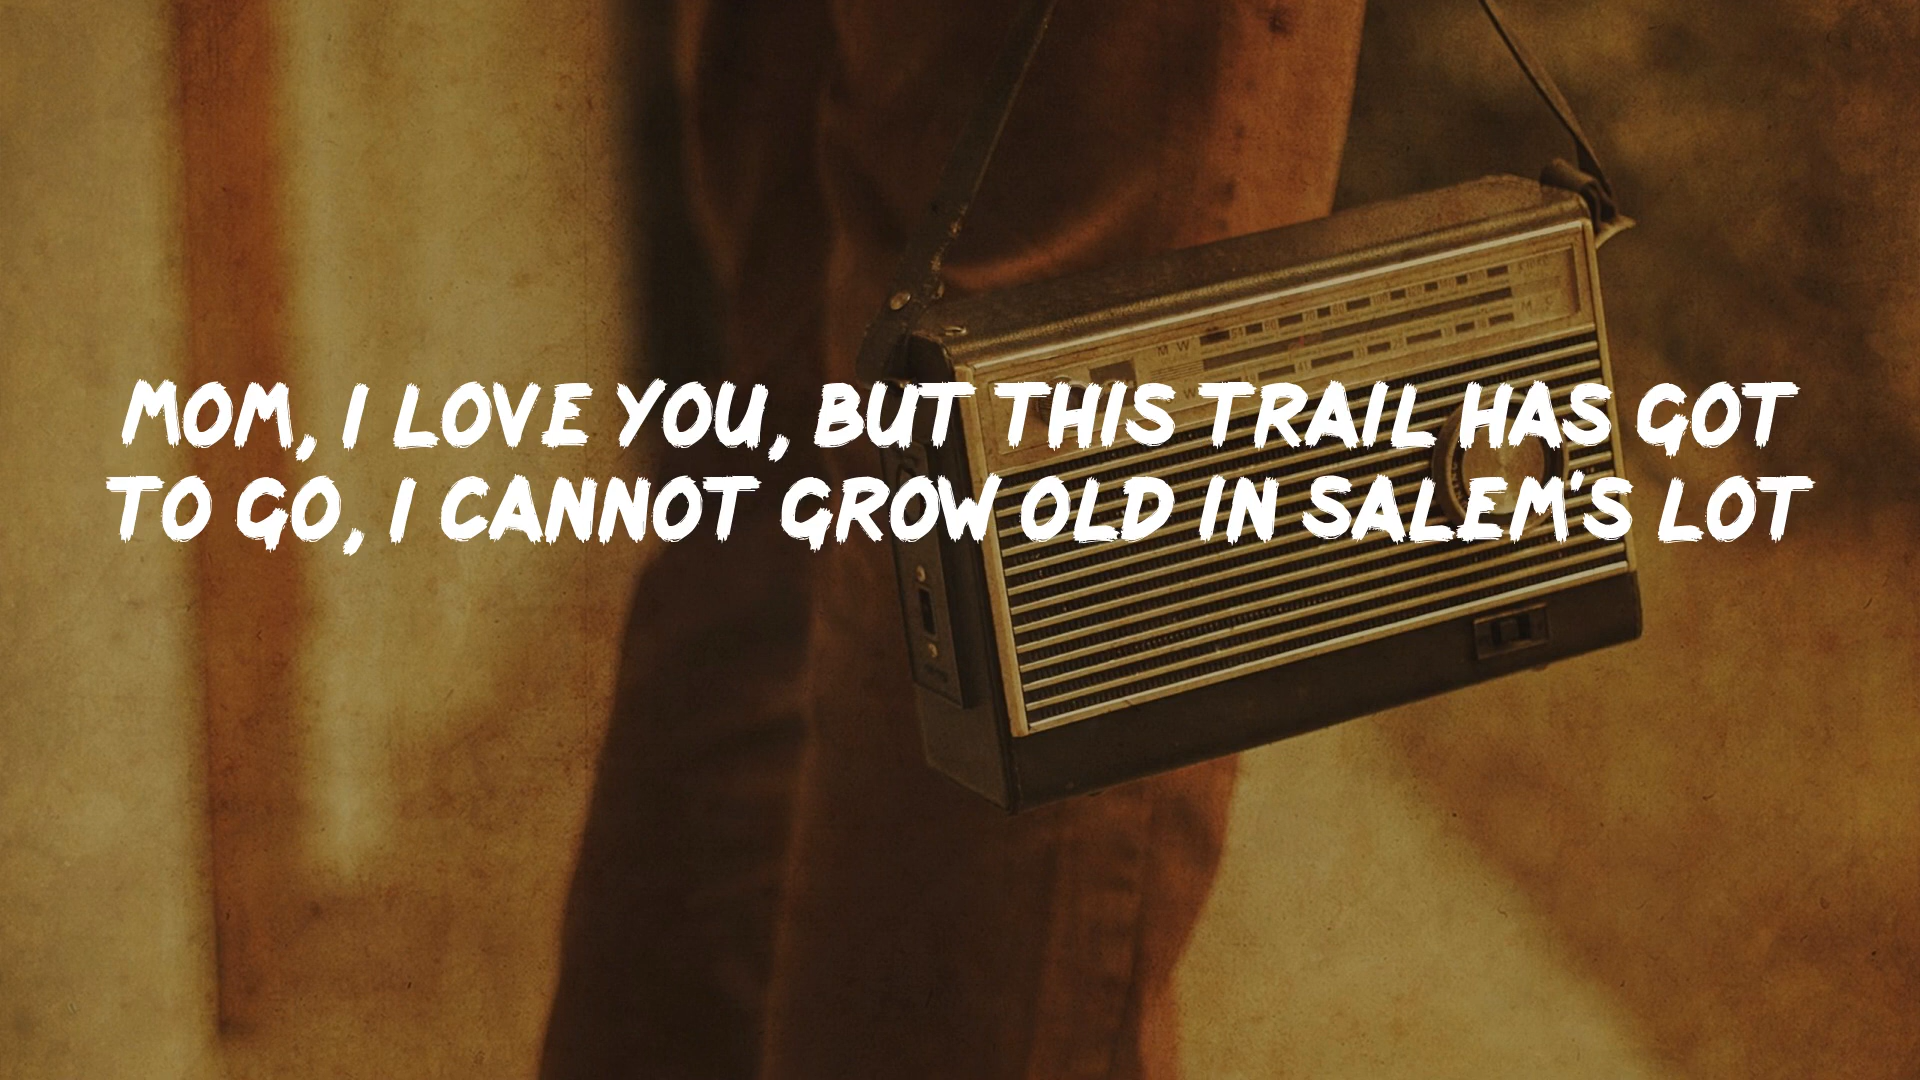 MOM, I LOVE YOU, BUT THIS TRAIL HAS GOT
TO GO, I CANNOT GROW OLD IN SALEM'S LOT
M W